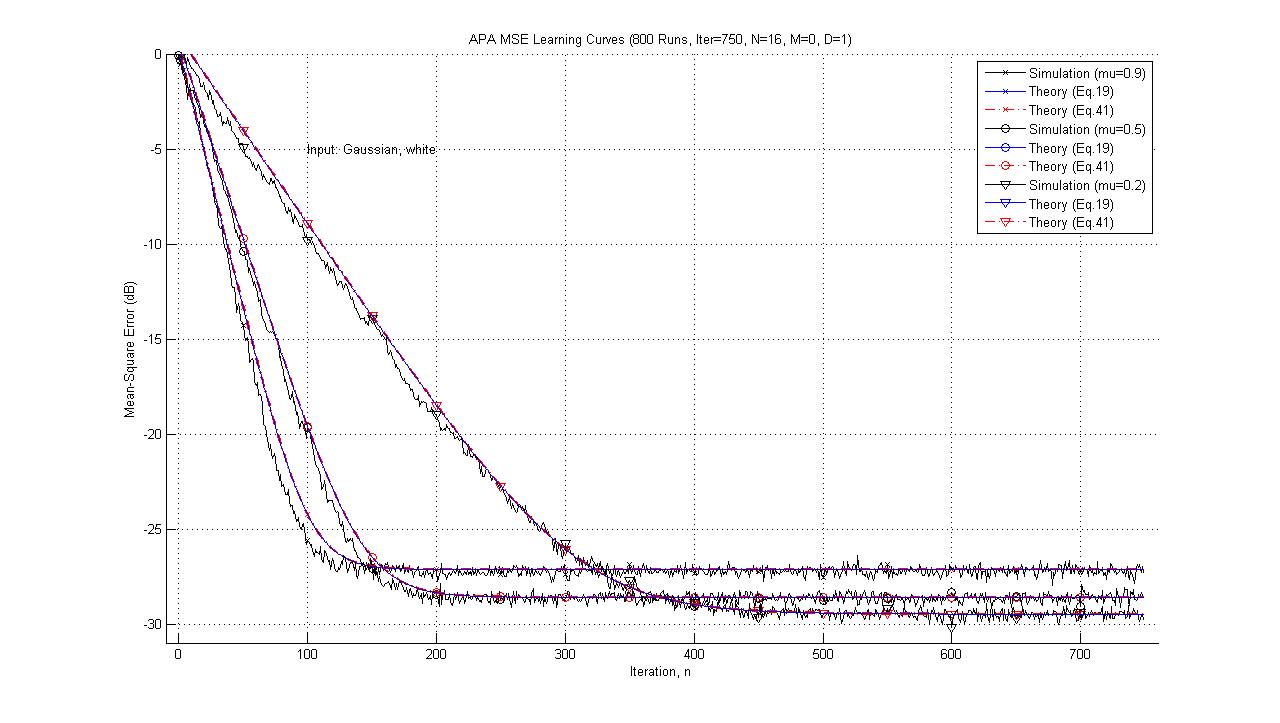 APA MSE Learning Curves (800 Runs, Iter=750, N=16, M=0, D=1)
0
-5
-10
-15
-20
-25
-30
Mean-Square Error (dB)
Input: Gaussian, white
Simulation (mu=0.9)
Theory (Eq.19)
Theory (Eq.41)
Simulation (mu=0.5)
Theory (Eq.19)
Theory (Eq.41)
Simulation (mu=0.2)
Theory (Eq.19)
Theory (Eq.41)
0 100 200 300 400 500 600 700
Iteration, n